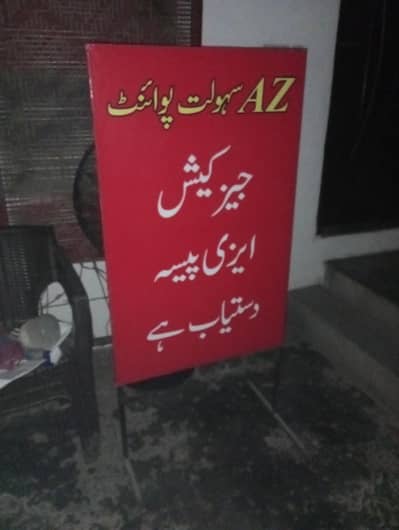 AZ سہولت پوائنٹ
جیز کیش
ایزی پیسہ
دستیاب ہے